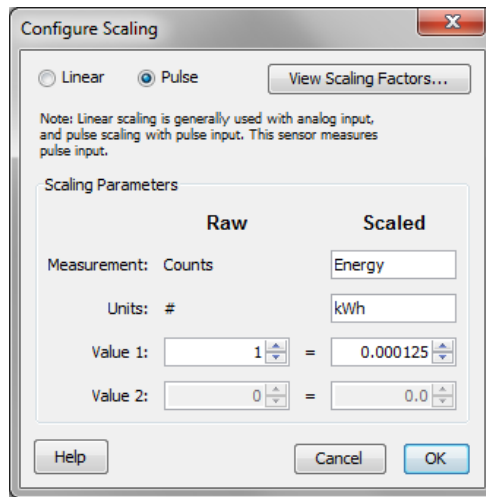 Configure Scaling
Linear Pulse View Scaling Factors...
Note: Linear scaling is generally used with analog input,
and pulse scaling with pulse input. This sensor measures
pulse input.
Scaling Parameters
Raw Scaled
Measurement: Counts Energy
Units: # kWh
Value 1: 1 = 0.000125
Value 2: 0 = 0.0
Help Cancel OK